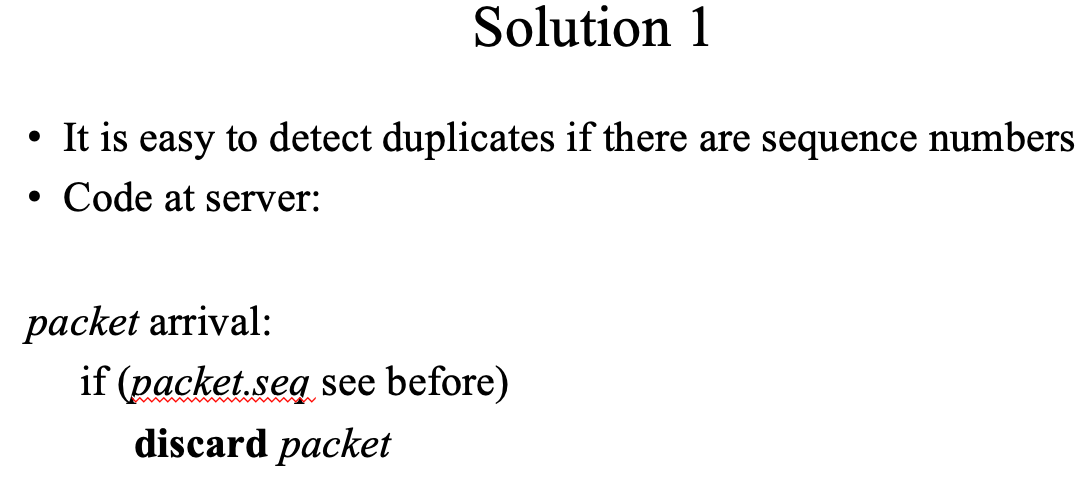 Solution 1
• It is easy to detect duplicates if there are sequence numbers
• Code at server:
packet arrival:
if (packet.seq see before)
discard packet